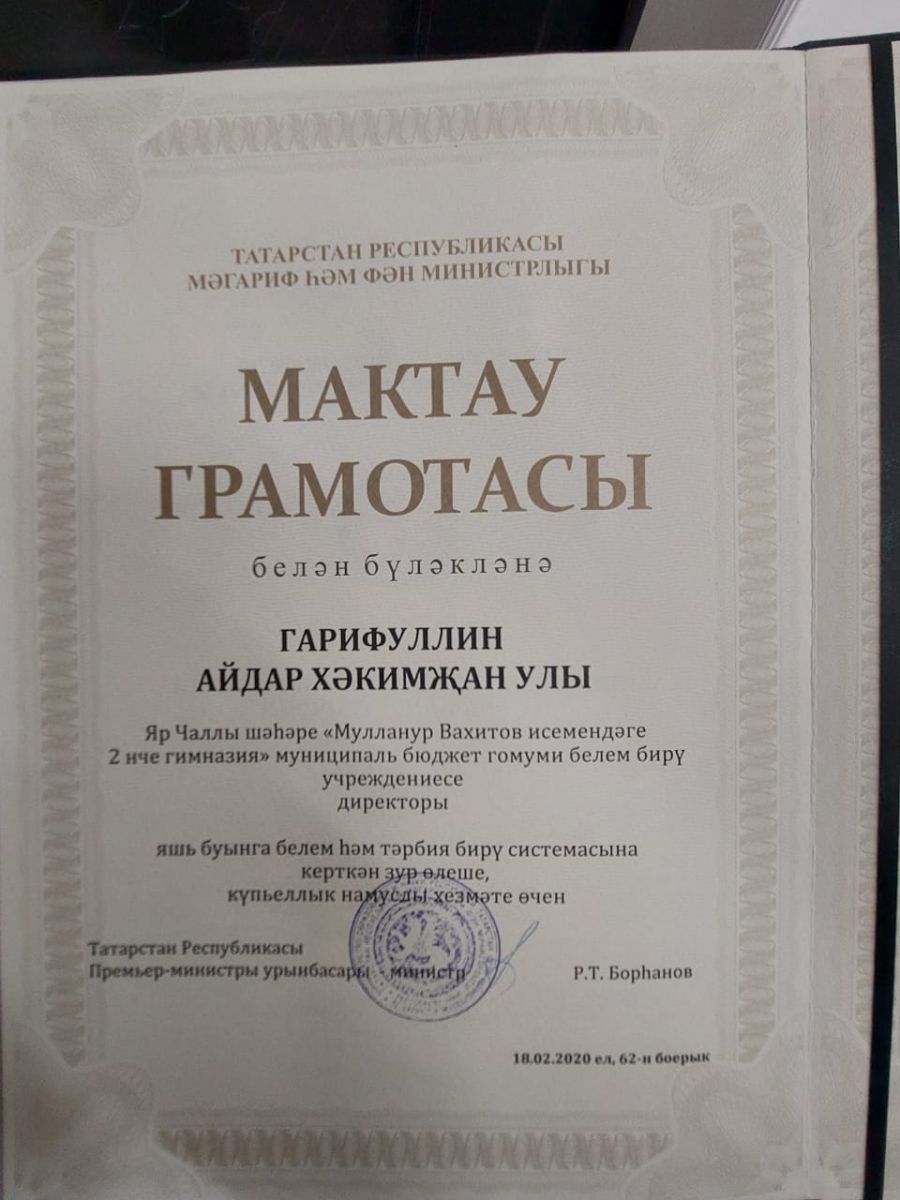 ТАТАРСТАН РЕСПУБЛИКАСЫ
МӘГАРИФ ҺӘМ ФӘН МИНИСТРЛЫГЫ
МАКТАУ
ГРАМОТАСЫ
белән бүләкләнә
ГАРИФУЛЛИН
АЙДАР ХӘКИМҖАН УЛЫ
Яр Чаллы шәһәре «Мулланур Вахитов исемендәге
2 нче гимназия» муниципаль бюджет гомуми белем бирү
учреждениесе
директоры
яшь буынга белем һәм тәрбия бирү системасына
керткән зур өлеше,
күпьеллык намуслы хезмәте өчен
Татарстан Республикасы
Премьер-министры урынбасары - министр
Р.Т. Борһанов
18.02.2020 ел, 62-н боерык